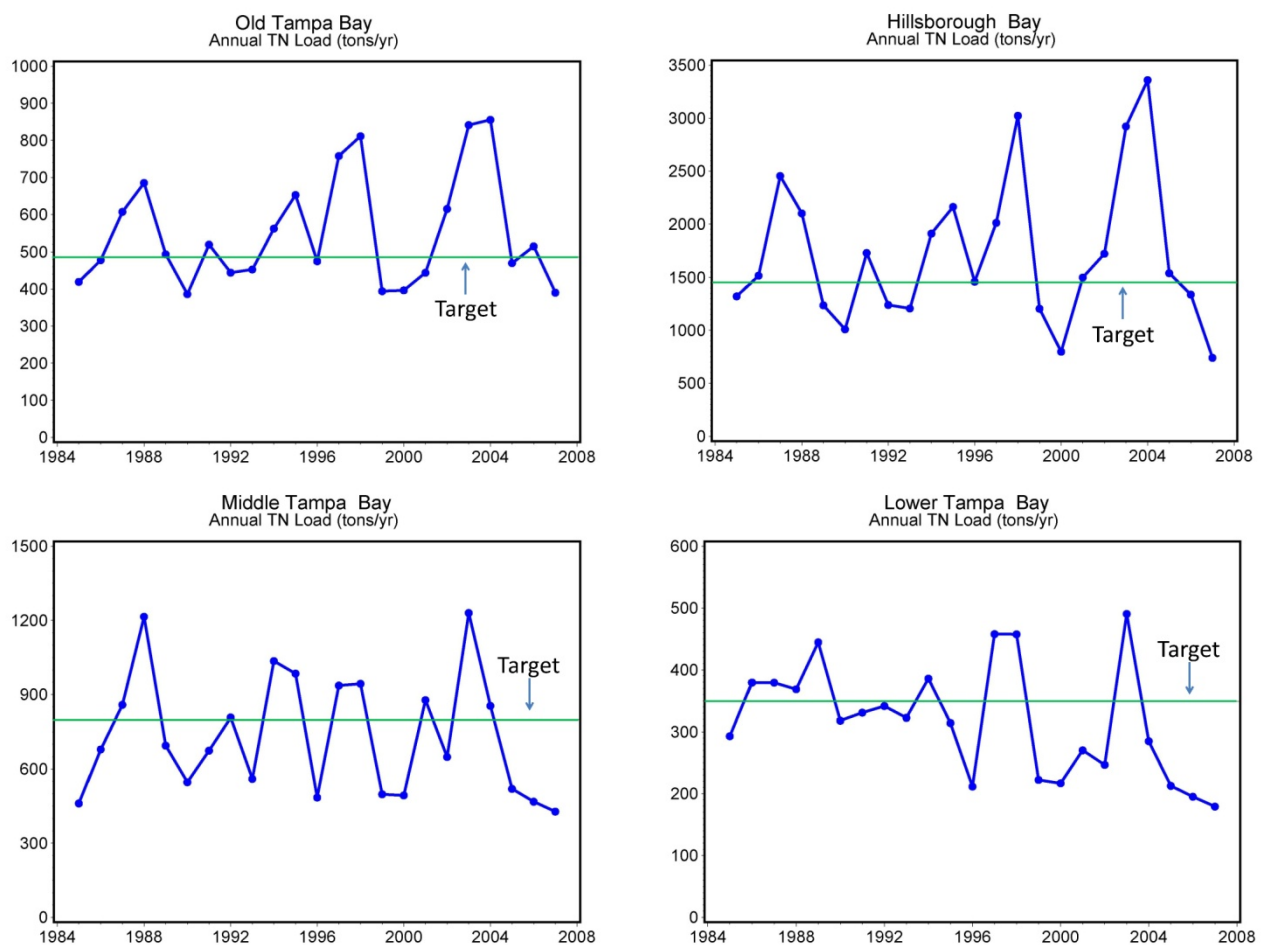 Old Tampa Bay
Annual TN Load (tons/yr)
1000
900
800
700
600
500
400
300
200
100
0
Target
1984 1988 1992 1996 2000 2004 2008
Hillsborough Bay
Annual TN Load (tons/yr)
3500
3000
2500
2000
1500
1000
500
0
Target
1984 1988 1992 1996 2000 2004 2008
Middle Tampa Bay
Annual TN Load (tons/yr)
1500
1200
900
600
300
0
Target
1984 1988 1992 1996 2000 2004 2008
Lower Tampa Bay
Annual TN Load (tons/yr)
600
500
400
300
200
100
0
Target
1984 1988 1992 1996 2000 2004 2008